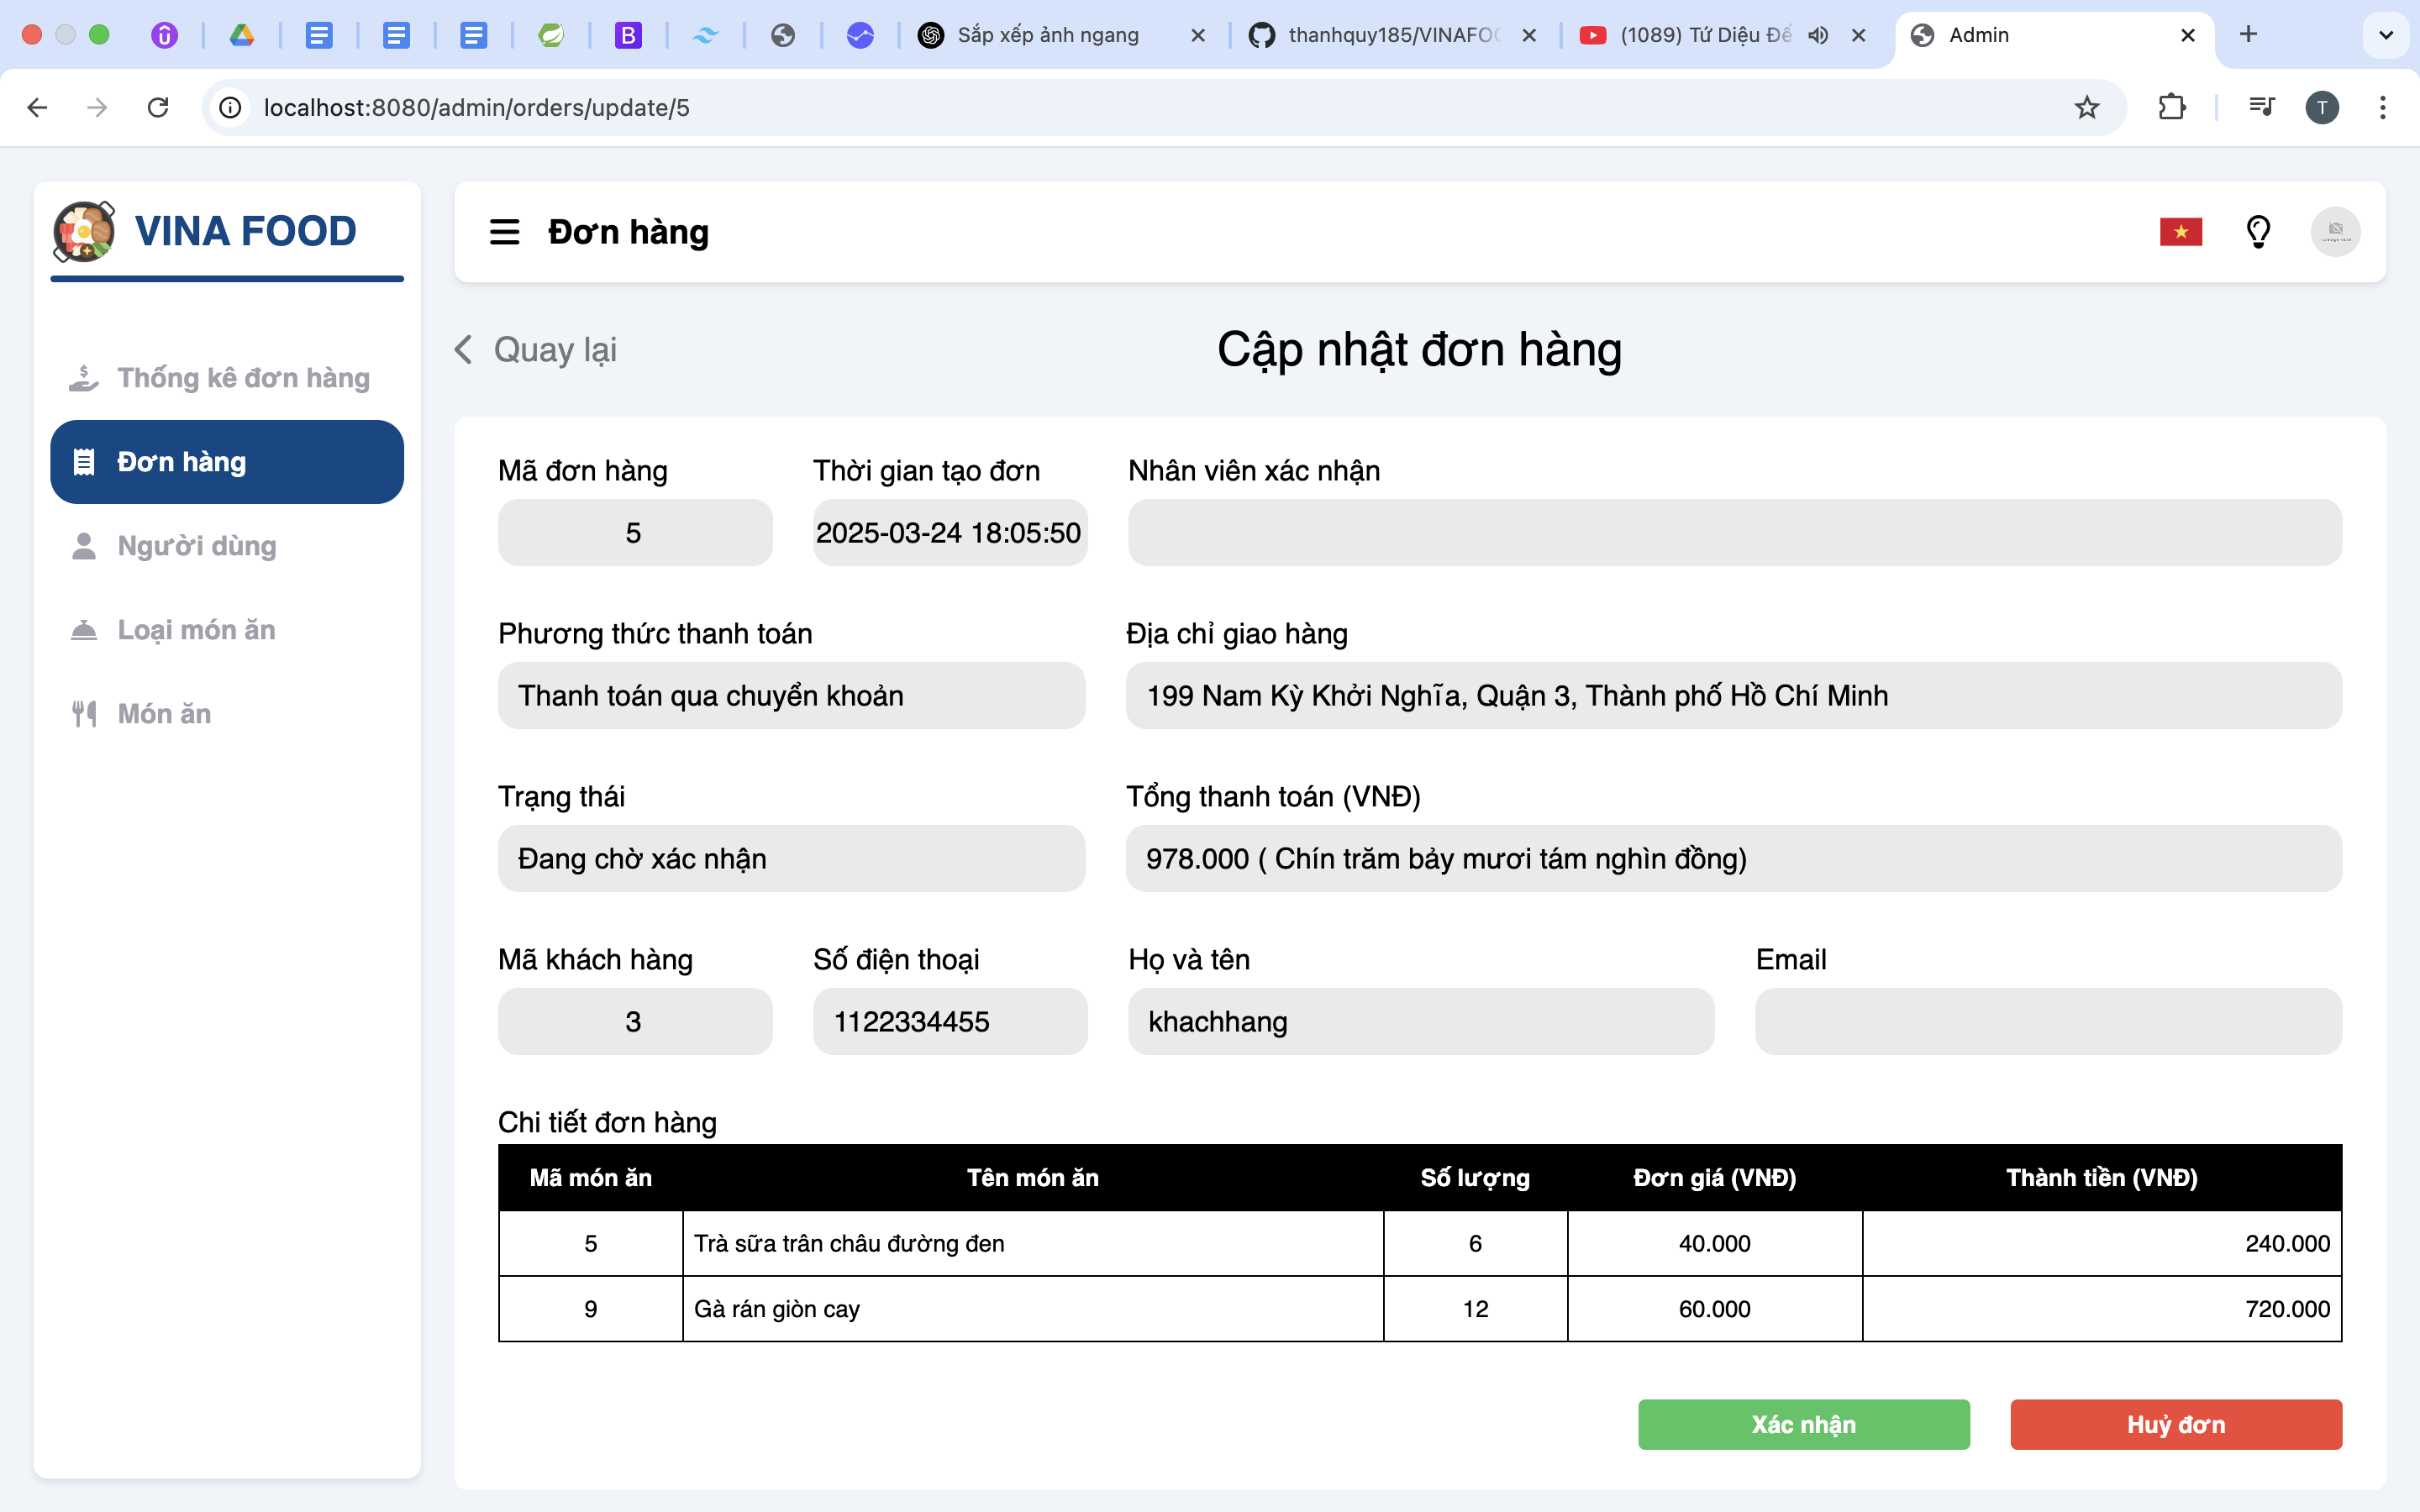 Sắp xếp ảnh ngang
thanhquy185/VINAFOO
(1089) Tứ Diệu Đế
Admin
localhost:8080/admin/orders/update/5
T
VINA FOOD
Đơn hàng
Quay lại
Cập nhật đơn hàng
Thống kê đơn hàng
Đơn hàng
Người dùng
Loại món ăn
Món ăn
Mã đơn hàng Thời gian tạo đơn Nhân viên xác nhận
5 2025-03-24 18:05:50
Phương thức thanh toán Địa chỉ giao hàng
Thanh toán qua chuyển khoản 199 Nam Kỳ Khởi Nghĩa, Quận 3, Thành phố Hồ Chí Minh
Trạng thái Tổng thanh toán (VNĐ)
Đang chờ xác nhận 978.000 ( Chín trăm bảy mươi tám nghìn đồng)
Mã khách hàng Số điện thoại Họ và tên Email
3 1122334455 khachhang
Chi tiết đơn hàng
Mã món ăn Tên món ăn Số lượng Đơn giá (VNĐ) Thành tiền (VNĐ)
5 Trà sữa trân châu đường đen 6 40.000 240.000
9 Gà rán giòn cay 12 60.000 720.000
Xác nhận Huỷ đơn